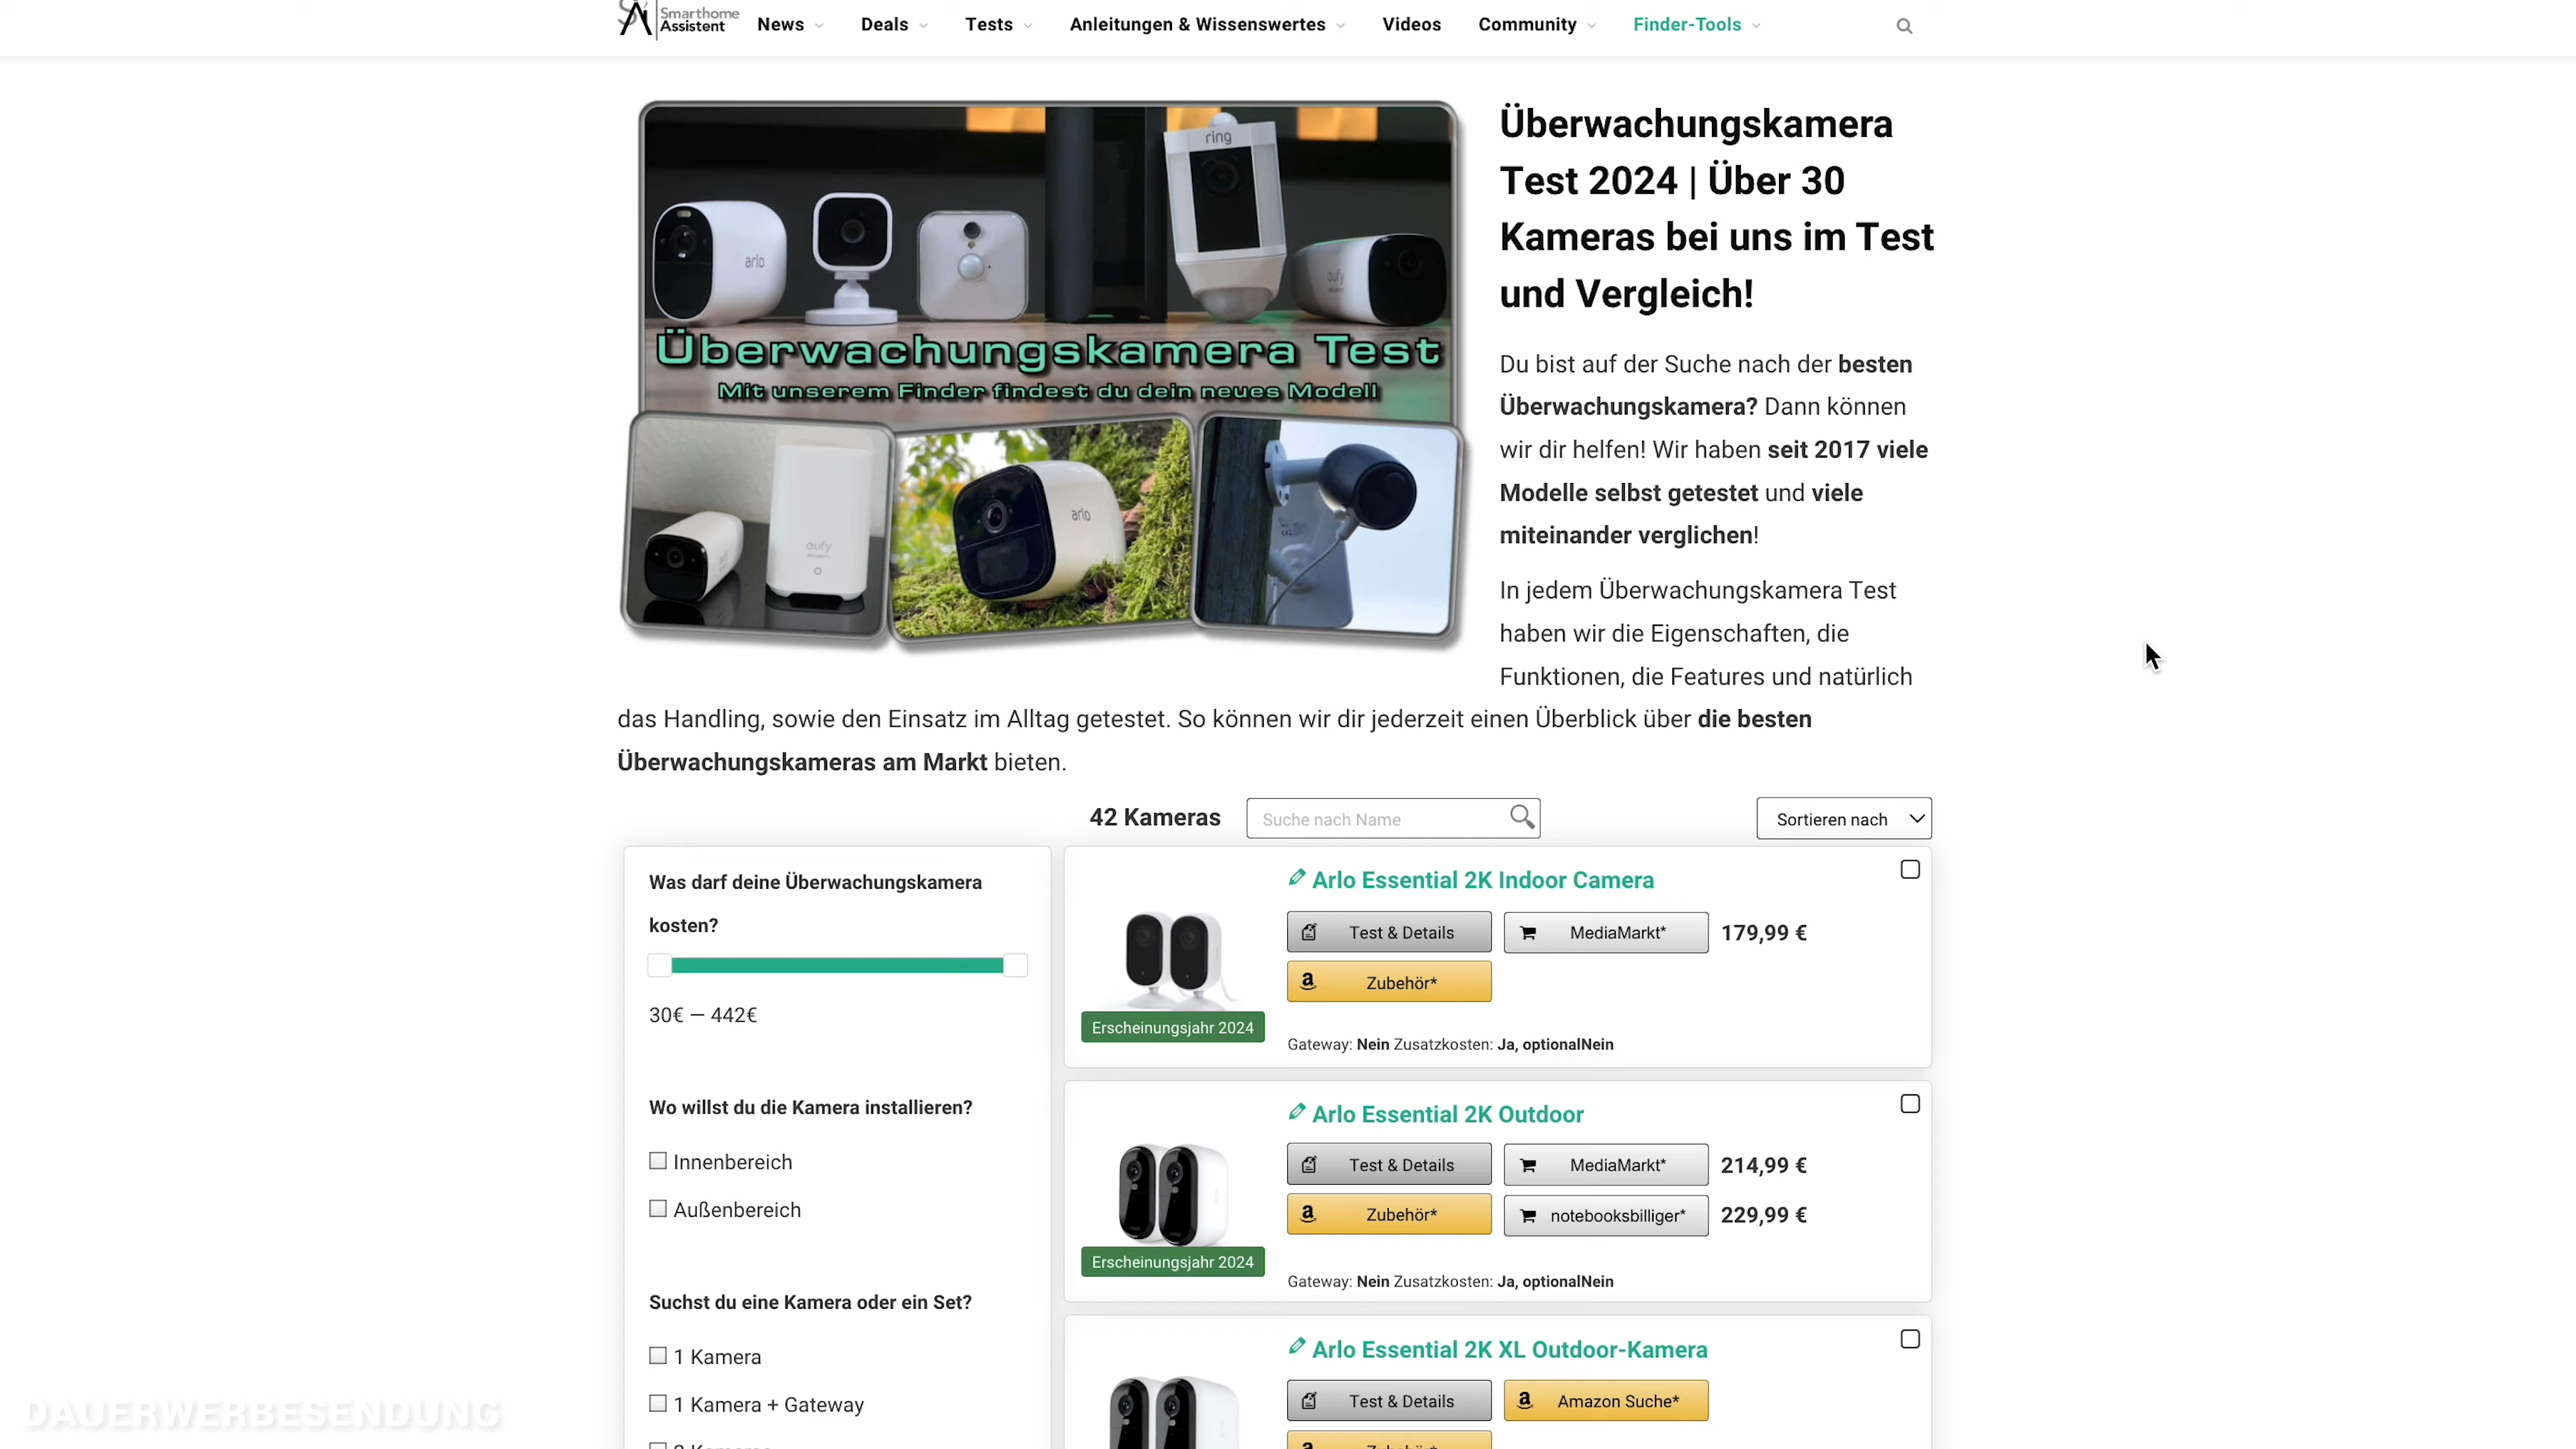 Smarthome
Assistent
News
Deals
Tests
Anleitungen & Wissenswertes
Videos
Community
Finder-Tools
ring
arlo
eufy
Überwachungskamera Test
Mit unserem Finder findest du dein neues Modell
eufy
arlo
Überwachungskamera
Test 2024 | Über 30
Kameras bei uns im Test
und Vergleich!
Du bist auf der Suche nach der besten
Überwachungskamera? Dann können
wir dir helfen! Wir haben seit 2017 viele
Modelle selbst getestet und viele
miteinander verglichen!
In jedem Überwachungskamera Test
haben wir die Eigenschaften, die
Funktionen, die Features und natürlich
das Handling, sowie den Einsatz im Alltag getestet. So können wir dir jederzeit einen Überblick über die besten
Überwachungskameras am Markt bieten.
42 Kameras
Suche nach Name
Sortieren nach
Was darf deine Überwachungskamera
kosten?
30€ — 442€
Wo willst du die Kamera installieren?
Innenbereich
Außenbereich
Suchst du eine Kamera oder ein Set?
1 Kamera
1 Kamera + Gateway
Arlo Essential 2K Indoor Camera
Test & Details
MediaMarkt*
179,99 €
Zubehör*
Erscheinungsjahr 2024
Gateway: Nein Zusatzkosten: Ja, optionalNein
Arlo Essential 2K Outdoor
Test & Details
MediaMarkt*
214,99 €
Zubehör*
notebooksbilliger*
229,99 €
Erscheinungsjahr 2024
Gateway: Nein Zusatzkosten: Ja, optionalNein
Arlo Essential 2K XL Outdoor-Kamera
Test & Details
Amazon Suche*
DAUERWERBESENDUNG